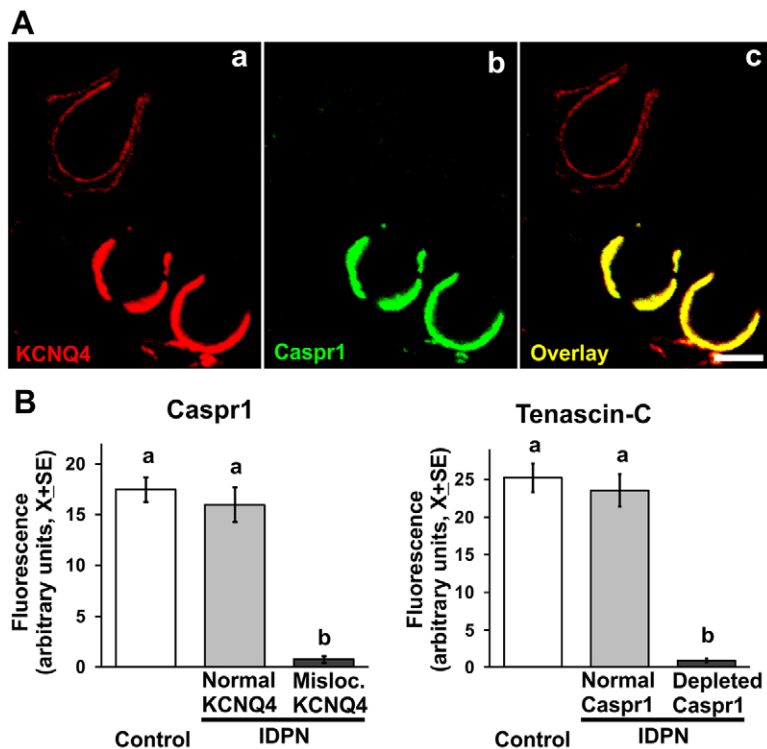 A
a
b
c
KCNQ4
Caspr1
Overlay
B
Caspr1
Fluorescence
(arbitrary units, X±SE)
20
15
10
5
0
a
a
b
Normal
KCNQ4
Misloc.
KCNQ4
Control
IDPN
Tenascin-C
Fluorescence
(arbitrary units, X±SE)
25
20
15
10
5
0
a
a
b
Normal
Caspr1
Depleted
Caspr1
Control
IDPN